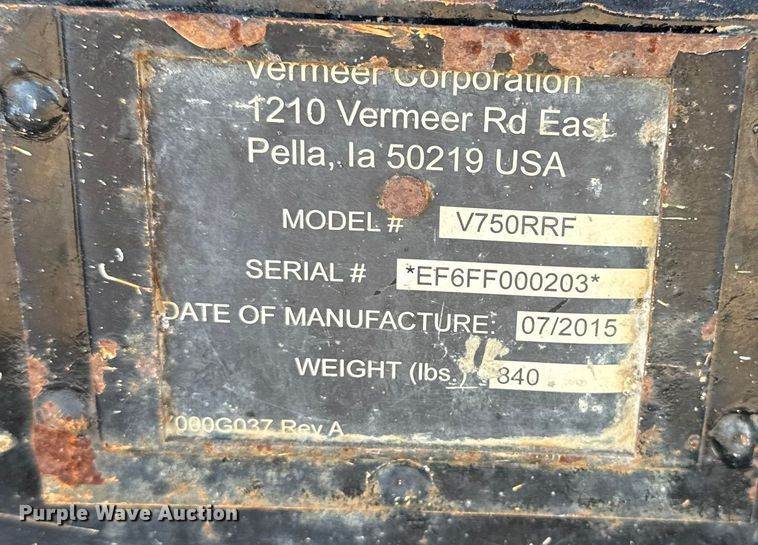 Vermeer Corporation
1210 Vermeer Rd East
Pella, Ia 50219 USA
MODEL # V750RRF
SERIAL # *EF6FF000203*
DATE OF MANUFACTURE: 07/2015
WEIGHT (lbs.) 840
000G037 Rev A
Purple Wave Auction